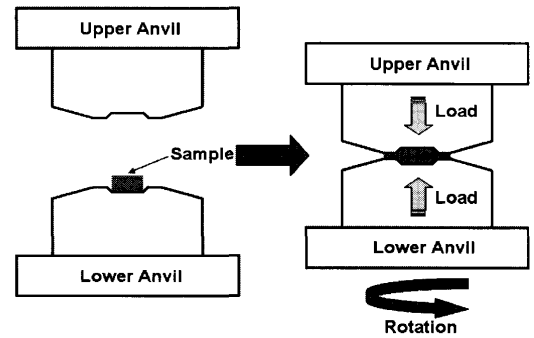 Upper Anvil
Sample
Lower Anvil
Upper Anvil
Load
Load
Lower Anvil
Rotation